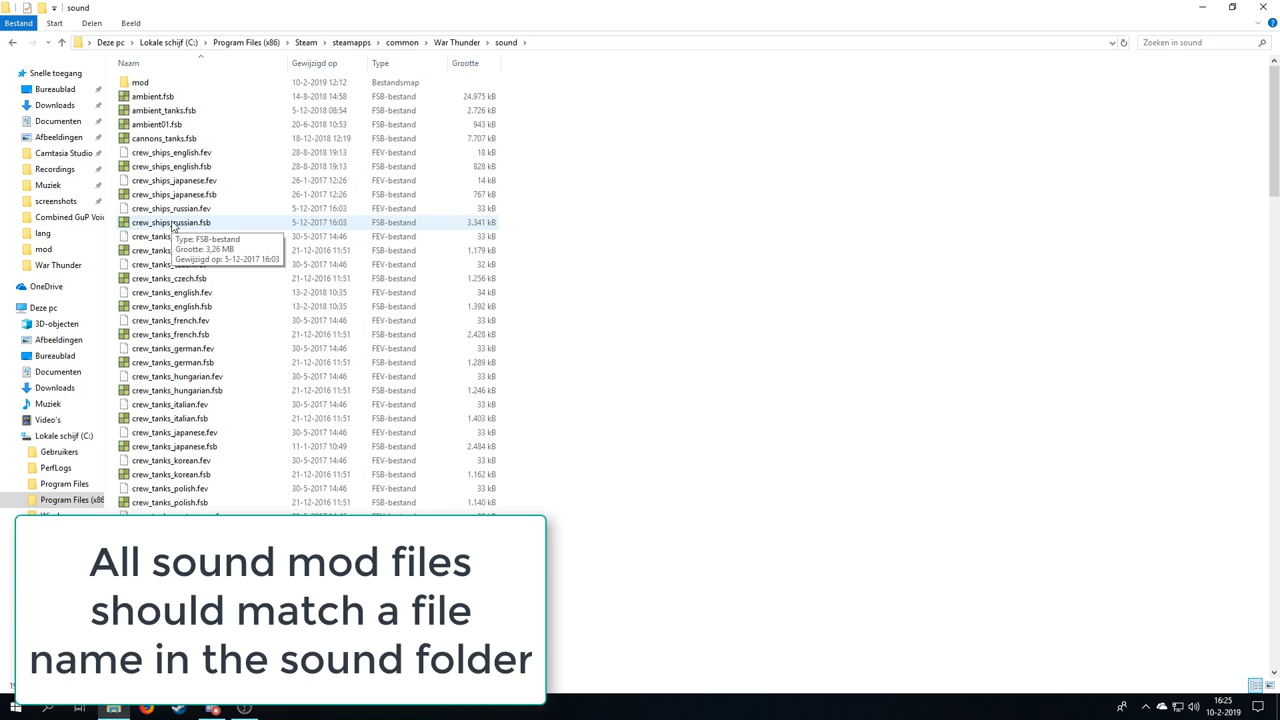 sound
Bestand Start Delen Beeld
Deze pc › Lokale schijf (C:) › Program Files (x86) › Steam › steamapps › common › War Thunder › sound ›
Zoeken in sound
Naam Gewijzigd op: Type Grootte
Snelle toegang
Bureaublad
Downloads
Documenten
Afbeeldingen
Camtasia Studio
Recordings
Muziek
screenshots
Combined GuP Voic
lang
mod
War Thunder
OneDrive
Deze pc
3D-objecten
Afbeeldingen
Bureaublad
Documenten
Downloads
Muziek
Video's
Lokale schijf (C:)
Gebruikers
PerfLogs
Program Files
Program Files (x86
mod 10-2-2019 12:12 Bestandsmap
ambient.fsb 14-8-2018 14:58 FSB-bestand 24.975 kB
ambient_tanks.fsb 5-12-2018 08:54 FSB-bestand 2.726 kB
ambient01.fsb 20-6-2018 10:53 FSB-bestand 943 kB
cannons_tanks.fsb 18-12-2018 12:19 FSB-bestand 7.707 kB
crew_ships_english.fev 28-8-2018 19:13 FEV-bestand 18 kB
crew_ships_english.fsb 28-8-2018 19:13 FSB-bestand 828 kB
crew_ships_japanese.fev 26-1-2017 12:26 FEV-bestand 14 kB
crew_ships_japanese.fsb 26-1-2017 12:26 FSB-bestand 767 kB
crew_ships_russian.fev 5-12-2017 16:03 FEV-bestand 33 kB
crew_ships_russian.fsb 5-12-2017 16:03 FSB-bestand 3.341 kB
crew_tanks 30-5-2017 14:46 FEV-bestand 33 kB
crew_tanks 21-12-2016 11:51 FSB-bestand 1.179 kB
30-5-2017 14:46 FEV-bestand 32 kB
crew_tanks_czech.fsb 21-12-2016 11:51 FSB-bestand 1.256 kB
crew_tanks_english.fev 13-2-2018 10:35 FEV-bestand 34 kB
crew_tanks_english.fsb 13-2-2018 10:35 FSB-bestand 1.392 kB
crew_tanks_french.fev 30-5-2017 14:46 FEV-bestand 33 kB
crew_tanks_french.fsb 21-12-2016 11:51 FSB-bestand 2.428 kB
crew_tanks_german.fev 30-5-2017 14:46 FEV-bestand 33 kB
crew_tanks_german.fsb 21-12-2016 11:51 FSB-bestand 1.289 kB
crew_tanks_hungarian.fev 30-5-2017 14:46 FEV-bestand 33 kB
crew_tanks_hungarian.fsb 21-12-2016 11:51 FSB-bestand 1.246 kB
crew_tanks_italian.fev 30-5-2017 14:46 FEV-bestand 33 kB
crew_tanks_italian.fsb 21-12-2016 11:51 FSB-bestand 1.403 kB
crew_tanks_japanese.fev 30-5-2017 14:46 FEV-bestand 33 kB
crew_tanks_japanese.fsb 11-1-2017 10:49 FSB-bestand 2.484 kB
crew_tanks_korean.fev 30-5-2017 14:46 FEV-bestand 33 kB
crew_tanks_korean.fsb 21-12-2016 11:51 FSB-bestand 1.162 kB
crew_tanks_polish.fev 30-5-2017 14:46 FEV-bestand 33 kB
crew_tanks_polish.fsb 21-12-2016 11:51 FSB-bestand 1.140 kB
Type: FSB-bestand
Grootte: 3,26 MB
Gewijzigd op: 5-12-2017 16:03
All sound mod files
should match a file
name in the sound folder
16:25
10-2-2019